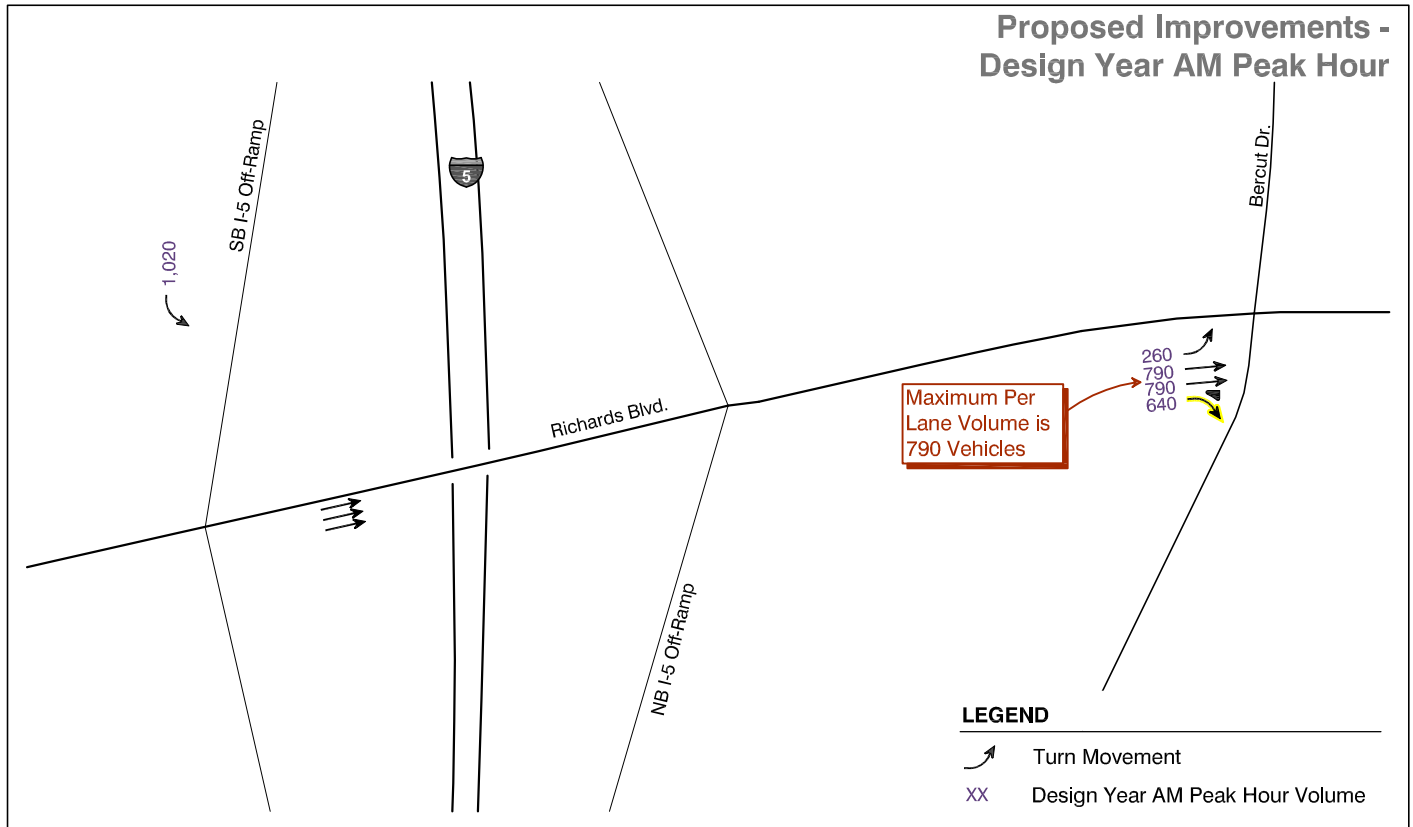 Proposed Improvements -
Design Year AM Peak Hour
SB I-5 Off-Ramp
5
Bercut Dr.
1,020
260
790
790
640
Maximum Per
Lane Volume is
790 Vehicles
Richards Blvd.
NB I-5 Off-Ramp
LEGEND
Turn Movement
XX Design Year AM Peak Hour Volume